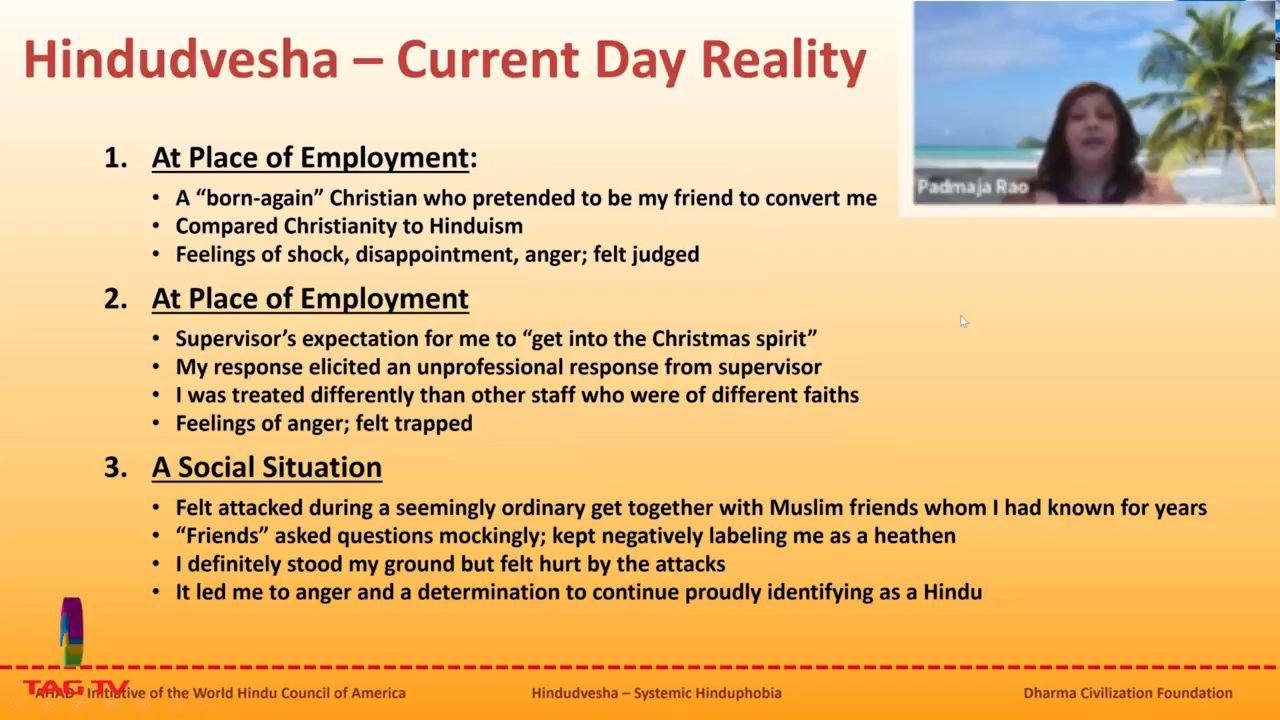 Hindudvesha – Current Day Reality
Padmaja Rao
1. At Place of Employment:
• A “born-again” Christian who pretended to be my friend to convert me
• Compared Christianity to Hinduism
• Feelings of shock, disappointment, anger; felt judged
2. At Place of Employment
• Supervisor’s expectation for me to “get into the Christmas spirit”
• My response elicited an unprofessional response from supervisor
• I was treated differently than other staff who were of different faiths
• Feelings of anger; felt trapped
3. A Social Situation
• Felt attacked during a seemingly ordinary get together with Muslim friends whom I had known for years
• “Friends” asked questions mockingly; kept negatively labeling me as a heathen
• I definitely stood my ground but felt hurt by the attacks
• It led me to anger and a determination to continue proudly identifying as a Hindu
TAG TV
AHAD - Initiative of the World Hindu Council of America
Hindudvesha – Systemic Hinduphobia
Dharma Civilization Foundation